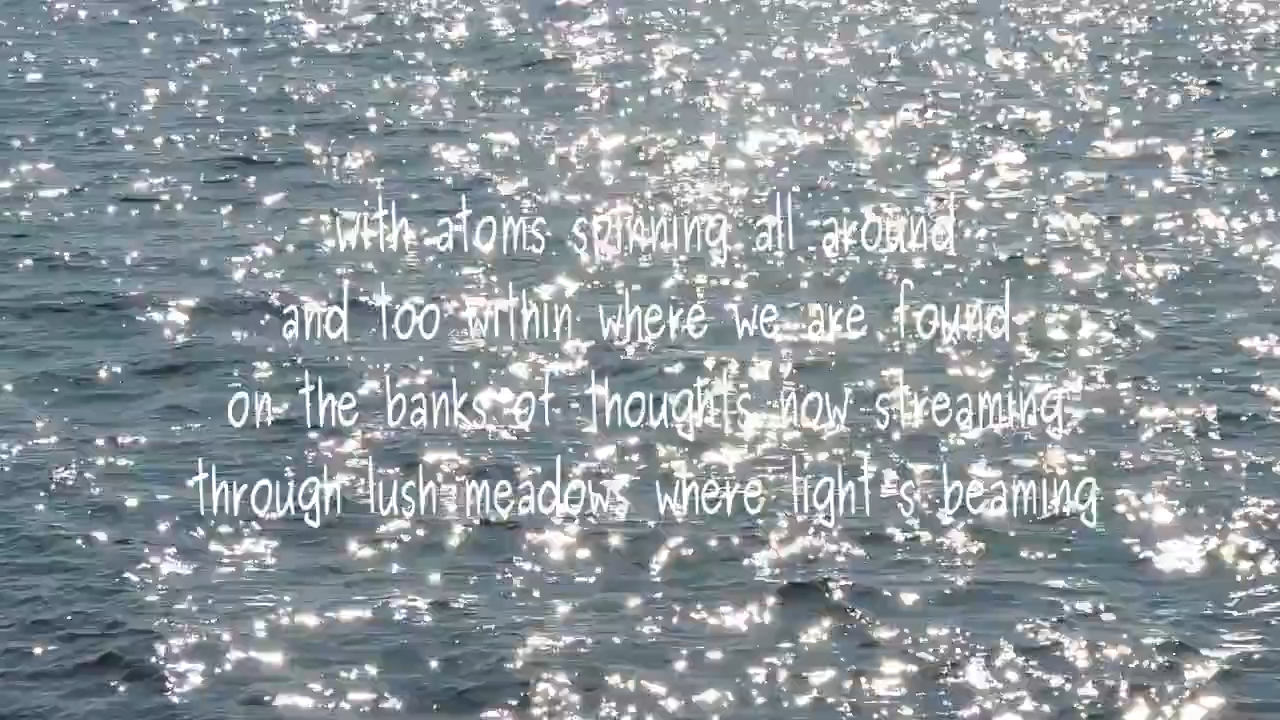 with atoms spinning all around
and too within where we are found
on the banks of thoughts now streaming
through lush meadows where light's beaming